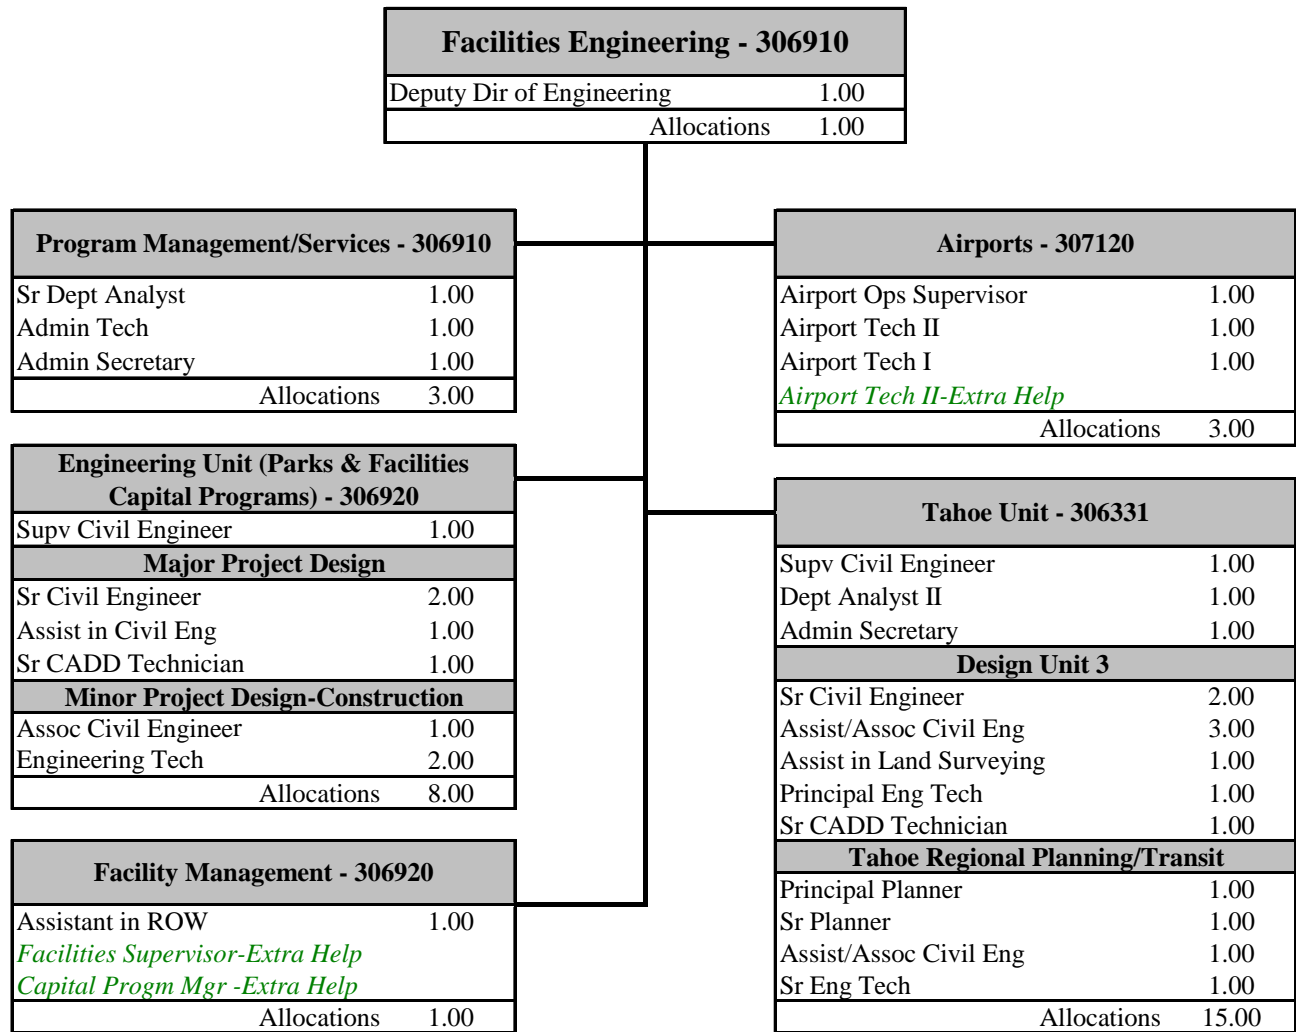 Facilities Engineering - 306910
Deputy Dir of Engineering 1.00
Allocations 1.00
Program Management/Services - 306910
Sr Dept Analyst 1.00
Admin Tech 1.00
Admin Secretary 1.00
Allocations 3.00
Engineering Unit (Parks & Facilities
Capital Programs) - 306920
Supv Civil Engineer 1.00
Major Project Design
Sr Civil Engineer 2.00
Assist in Civil Eng 1.00
Sr CADD Technician 1.00
Minor Project Design-Construction
Assoc Civil Engineer 1.00
Engineering Tech 2.00
Allocations 8.00
Facility Management - 306920
Assistant in ROW 1.00
Facilities Supervisor-Extra Help
Capital Progm Mgr -Extra Help
Allocations 1.00
Airports - 307120
Airport Ops Supervisor 1.00
Airport Tech II 1.00
Airport Tech I 1.00
Airport Tech II-Extra Help
Allocations 3.00
Tahoe Unit - 306331
Supv Civil Engineer 1.00
Dept Analyst II 1.00
Admin Secretary 1.00
Design Unit 3
Sr Civil Engineer 2.00
Assist/Assoc Civil Eng 3.00
Assist in Land Surveying 1.00
Principal Eng Tech 1.00
Sr CADD Technician 1.00
Tahoe Regional Planning/Transit
Principal Planner 1.00
Sr Planner 1.00
Assist/Assoc Civil Eng 1.00
Sr Eng Tech 1.00
Allocations 15.00